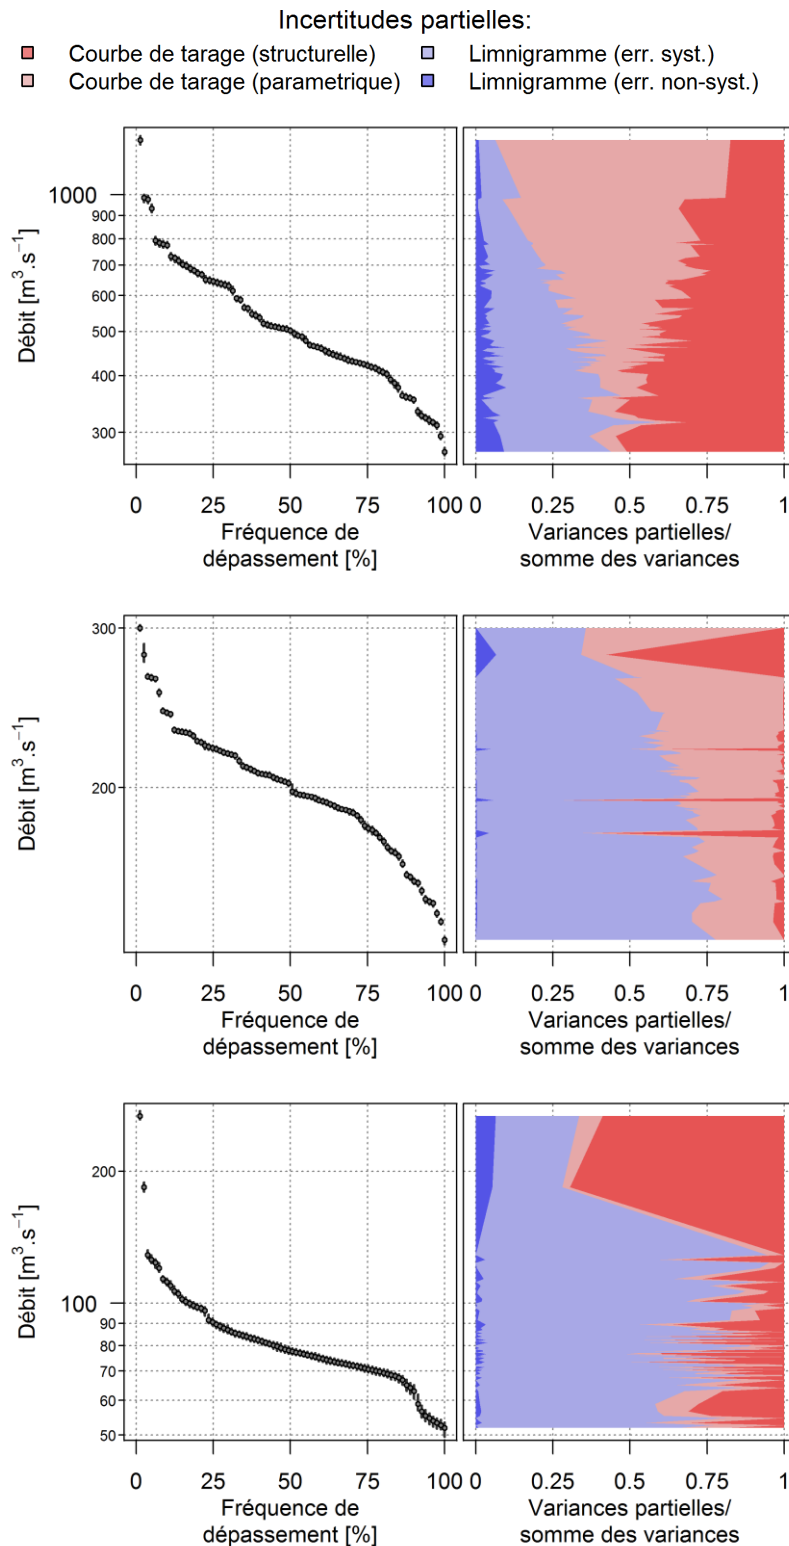 Incertitudes partielles:
Courbe de tarage (structurelle) Limnigramme (err. syst.)
Courbe de tarage (parametrique) Limnigramme (err. non-syst.)
Débit [m³.s⁻¹]
1000
900
800
700
600
500
400
300
0 25 50 75 100 0 0.25 0.5 0.75 1
Fréquence de Variances partielles/
dépassement [%] somme des variances
Débit [m³.s⁻¹]
300
200
0 25 50 75 100 0 0.25 0.5 0.75 1
Fréquence de Variances partielles/
dépassement [%] somme des variances
Débit [m³.s⁻¹]
200
100
90
80
70
60
50
0 25 50 75 100 0 0.25 0.5 0.75 1
Fréquence de Variances partielles/
dépassement [%] somme des variances